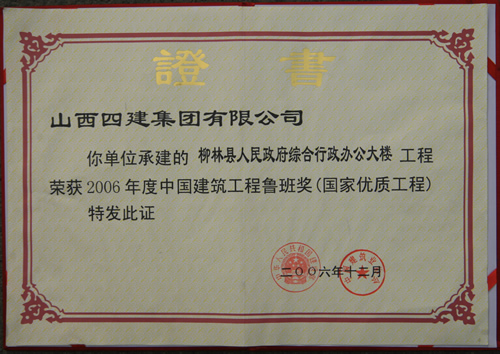 證 書
山西四建集团有限公司
你单位承建的 柳林县人民政府综合行政办公大楼 工程
荣获2006年度中国建筑工程鲁班奖(国家优质工程)
特发此证
二〇〇六年十二月